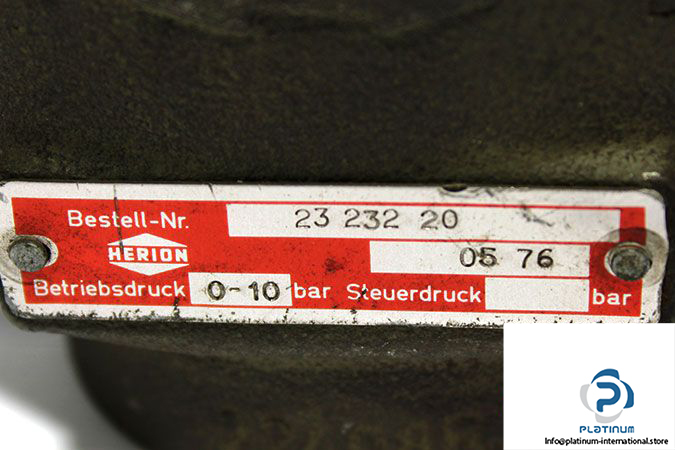 Bestell-Nr. 23 232 20
HERION 05 76
Betriebsdruck 0-10 bar Steuerdruck bar
PLATINUM
Info@platinum-international.store